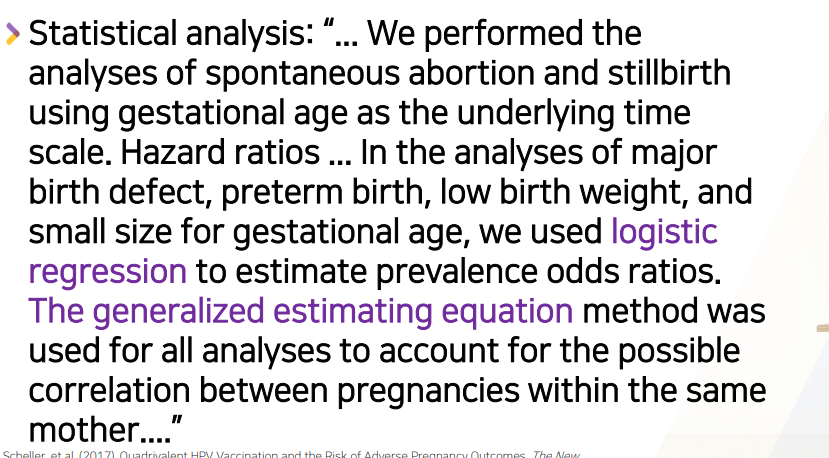 Statistical analysis: “... We performed the
analyses of spontaneous abortion and stillbirth
using gestational age as the underlying time
scale. Hazard ratios ... In the analyses of major
birth defect, preterm birth, low birth weight, and
small size for gestational age, we used logistic
regression to estimate prevalence odds ratios.
The generalized estimating equation method was
used for all analyses to account for the possible
correlation between pregnancies within the same
mother....”
Scheller, et al. (2017). Quadrivalent HPV Vaccination and the Risk of Adverse Pregnancy Outcomes. The New